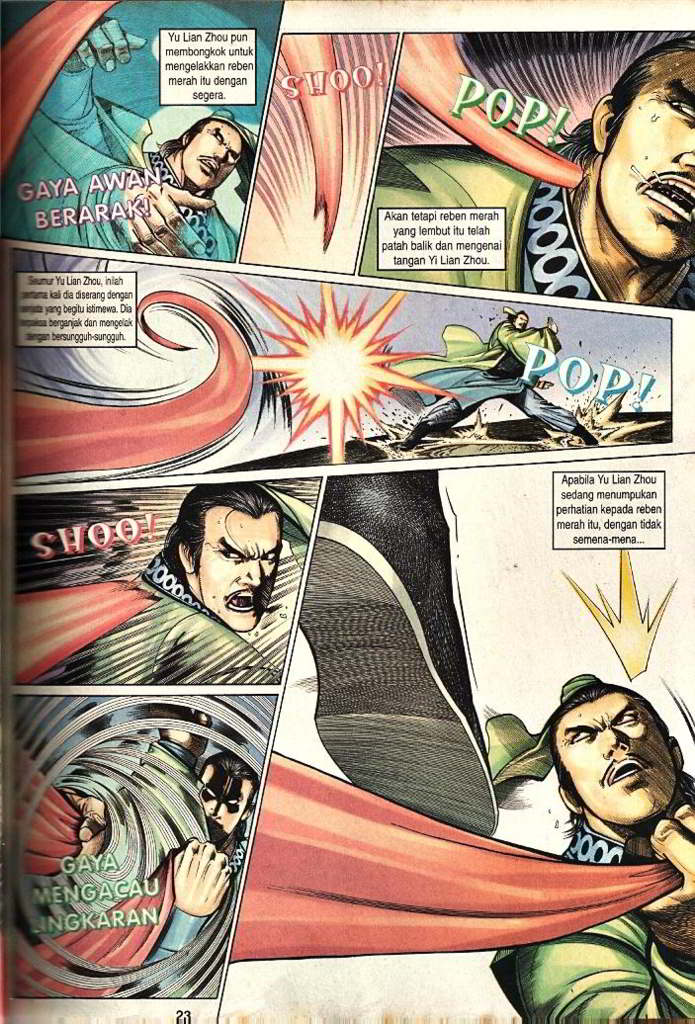 Yu Lian Zhou pun
membongkok untuk
mengelakkan reben
merah itu dengan
segera.
GAYA AWAN
BERARAK!
SHOO!
POP!
Akan tetapi reben merah
yang lembut itu telah
patah balik dan mengenai
tangan Yi Lian Zhou.
Seumur Yu Lian Zhou, inilah
pertama kali dia diserang dengan
senjata yang begitu istimewa. Dia
terpaksa berganjak dan mengelak
dengan bersungguh-sungguh.
POP!
SHOO!
Apabila Yu Lian Zhou
sedang menumpukan
perhatian kepada reben
merah itu, dengan tidak
semena-mena...
GAYA
MENGACAU
LINGKARAN
23